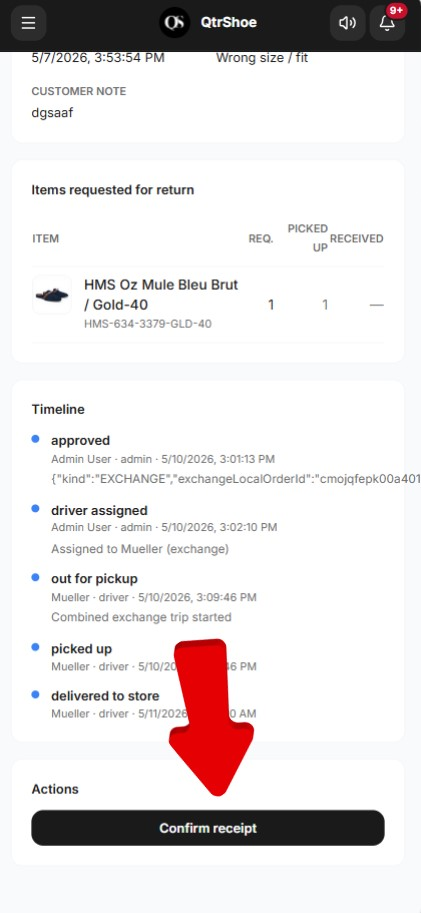 QS
QtrShoe
9+
5/7/2026, 3:53:54 PM Wrong size / fit
CUSTOMER NOTE
dgsaaf
Items requested for return
ITEM REQ. PICKED UP RECEIVED
HMS Oz Mule Bleu Brut
/ Gold-40 1 1 —
HMS-634-3379-GLD-40
Timeline
approved
Admin User · admin · 5/10/2026, 3:01:13 PM
{"kind":"EXCHANGE","exchangeLocalOrderId":"cmojqfepk00a401
driver assigned
Admin User · admin · 5/10/2026, 3:02:10 PM
Assigned to Mueller (exchange)
out for pickup
Mueller · driver · 5/10/2026, 3:09:46 PM
Combined exchange trip started
picked up
Mueller · driver · 5/10/20 46 PM
delivered to store
Mueller · driver · 5/11/2026 0 AM
Actions
Confirm receipt